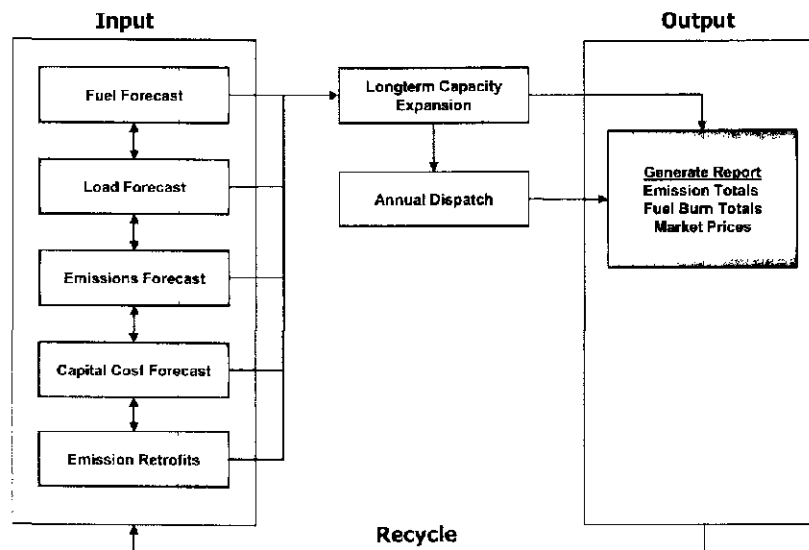 Input
Output
Fuel Forecast
Load Forecast
Emissions Forecast
Capital Cost Forecast
Emission Retrofits
Longterm Capacity
Expansion
Annual Dispatch
Generate Report
Emission Totals
Fuel Burn Totals
Market Prices
Recycle